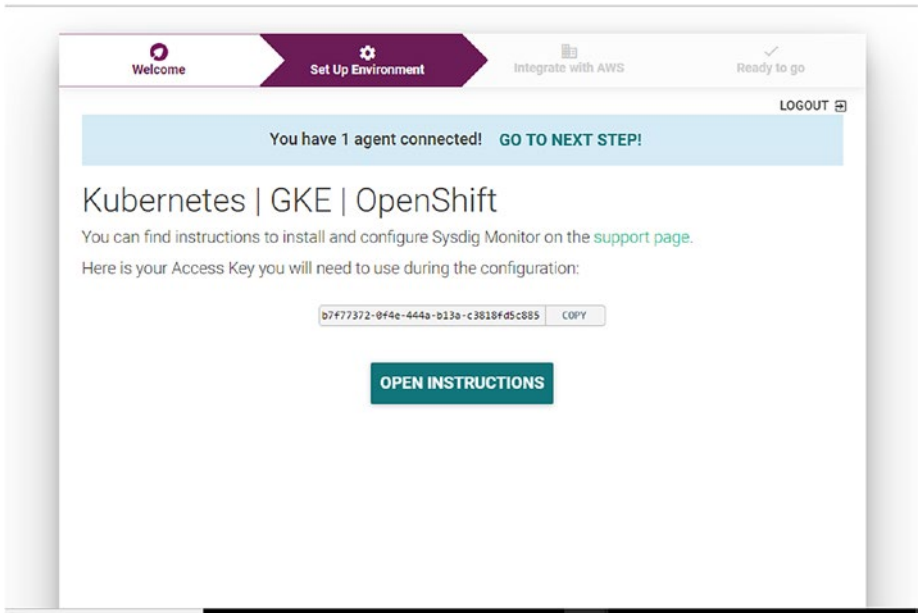 Welcome
Set Up Environment
Integrate with AWS
Ready to go
LOGOUT
You have 1 agent connected! GO TO NEXT STEP!
Kubernetes | GKE | OpenShift
You can find instructions to install and configure Sysdig Monitor on the support page.
Here is your Access Key you will need to use during the configuration:
b7f77372-0f4e-444a-b13a-c3818fd5c885 COPY
OPEN INSTRUCTIONS